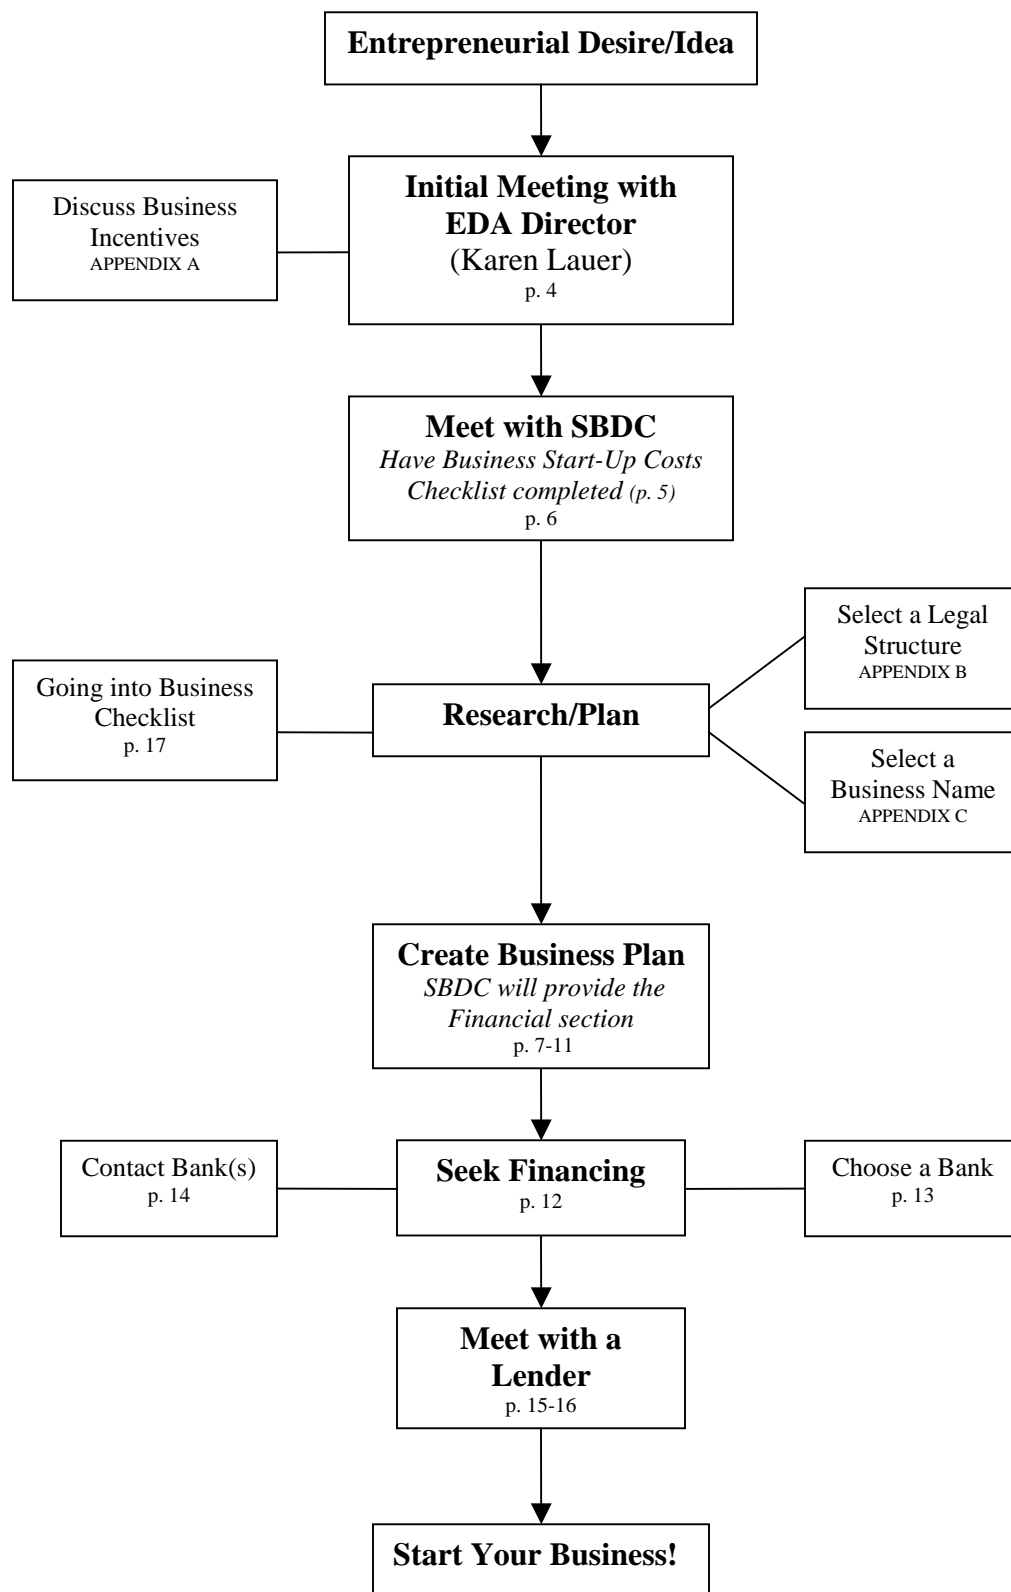 Entrepreneurial Desire/Idea
Initial Meeting with
EDA Director
(Karen Lauer)
p. 4
Discuss Business
Incentives
APPENDIX A
Meet with SBDC
Have Business Start-Up Costs
Checklist completed (p. 5)
p. 6
Select a Legal
Structure
APPENDIX B
Going into Business
Checklist
p. 17
Research/Plan
Select a
Business Name
APPENDIX C
Create Business Plan
SBDC will provide the
Financial section
p. 7-11
Contact Bank(s)
p. 14
Seek Financing
p. 12
Choose a Bank
p. 13
Meet with a
Lender
p. 15-16
Start Your Business!